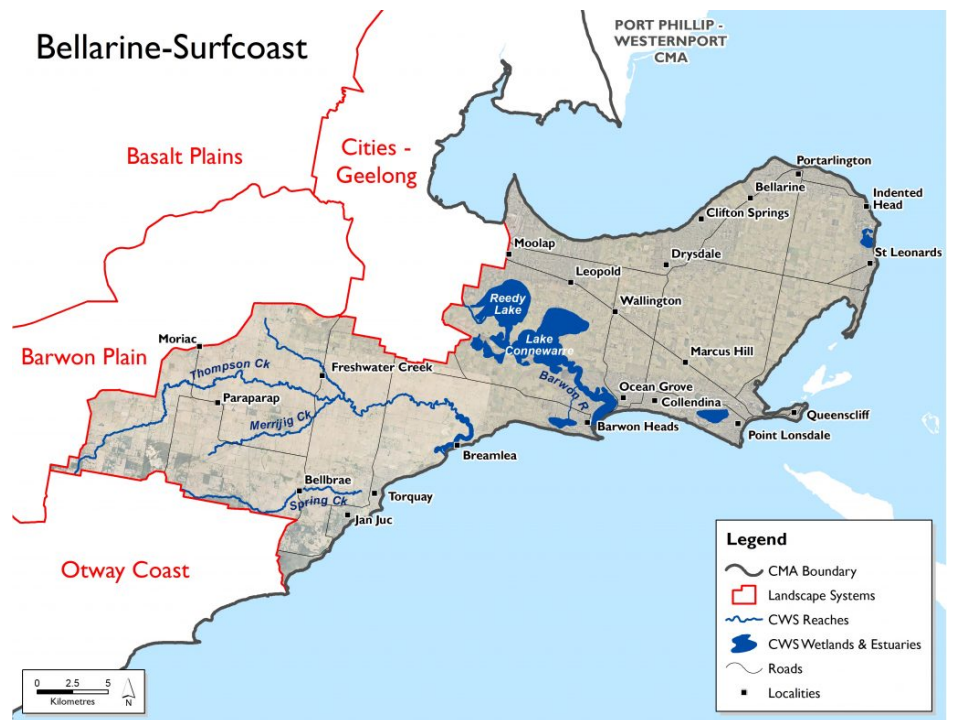 Bellarine-Surfcoast
PORT PHILLIP -
WESTERNPORT
CMA
Basalt Plains
Cities -
Geelong
Portarlington
Bellarine
Indented
Head
Clifton Springs
Moolap
Drysdale
St Leonards
Leopold
Reedy
Lake
Wallington
Lake
Connewarre
Moriac
Barwon Plain
Thompson Ck
Freshwater Creek
Marcus Hill
Barwon R
Ocean Grove
Paraparap
Collendina
Queenscliff
Merrijig Ck
Barwon Heads
Point Lonsdale
Breamlea
Bellbrae
Spring Ck
Torquay
Jan Juc
Otway Coast
Legend
CMA Boundary
Landscape Systems
CWS Reaches
CWS Wetlands & Estuaries
Roads
Localities
0 2.5 5
Kilometres
N